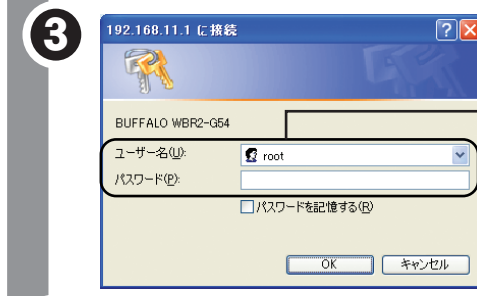 3
192.168.11.1 に接続
BUFFALO WBR2-G54
ユーザー名(U):
root
パスワード(P):
パスワードを記憶する(R)
OK
キャンセル